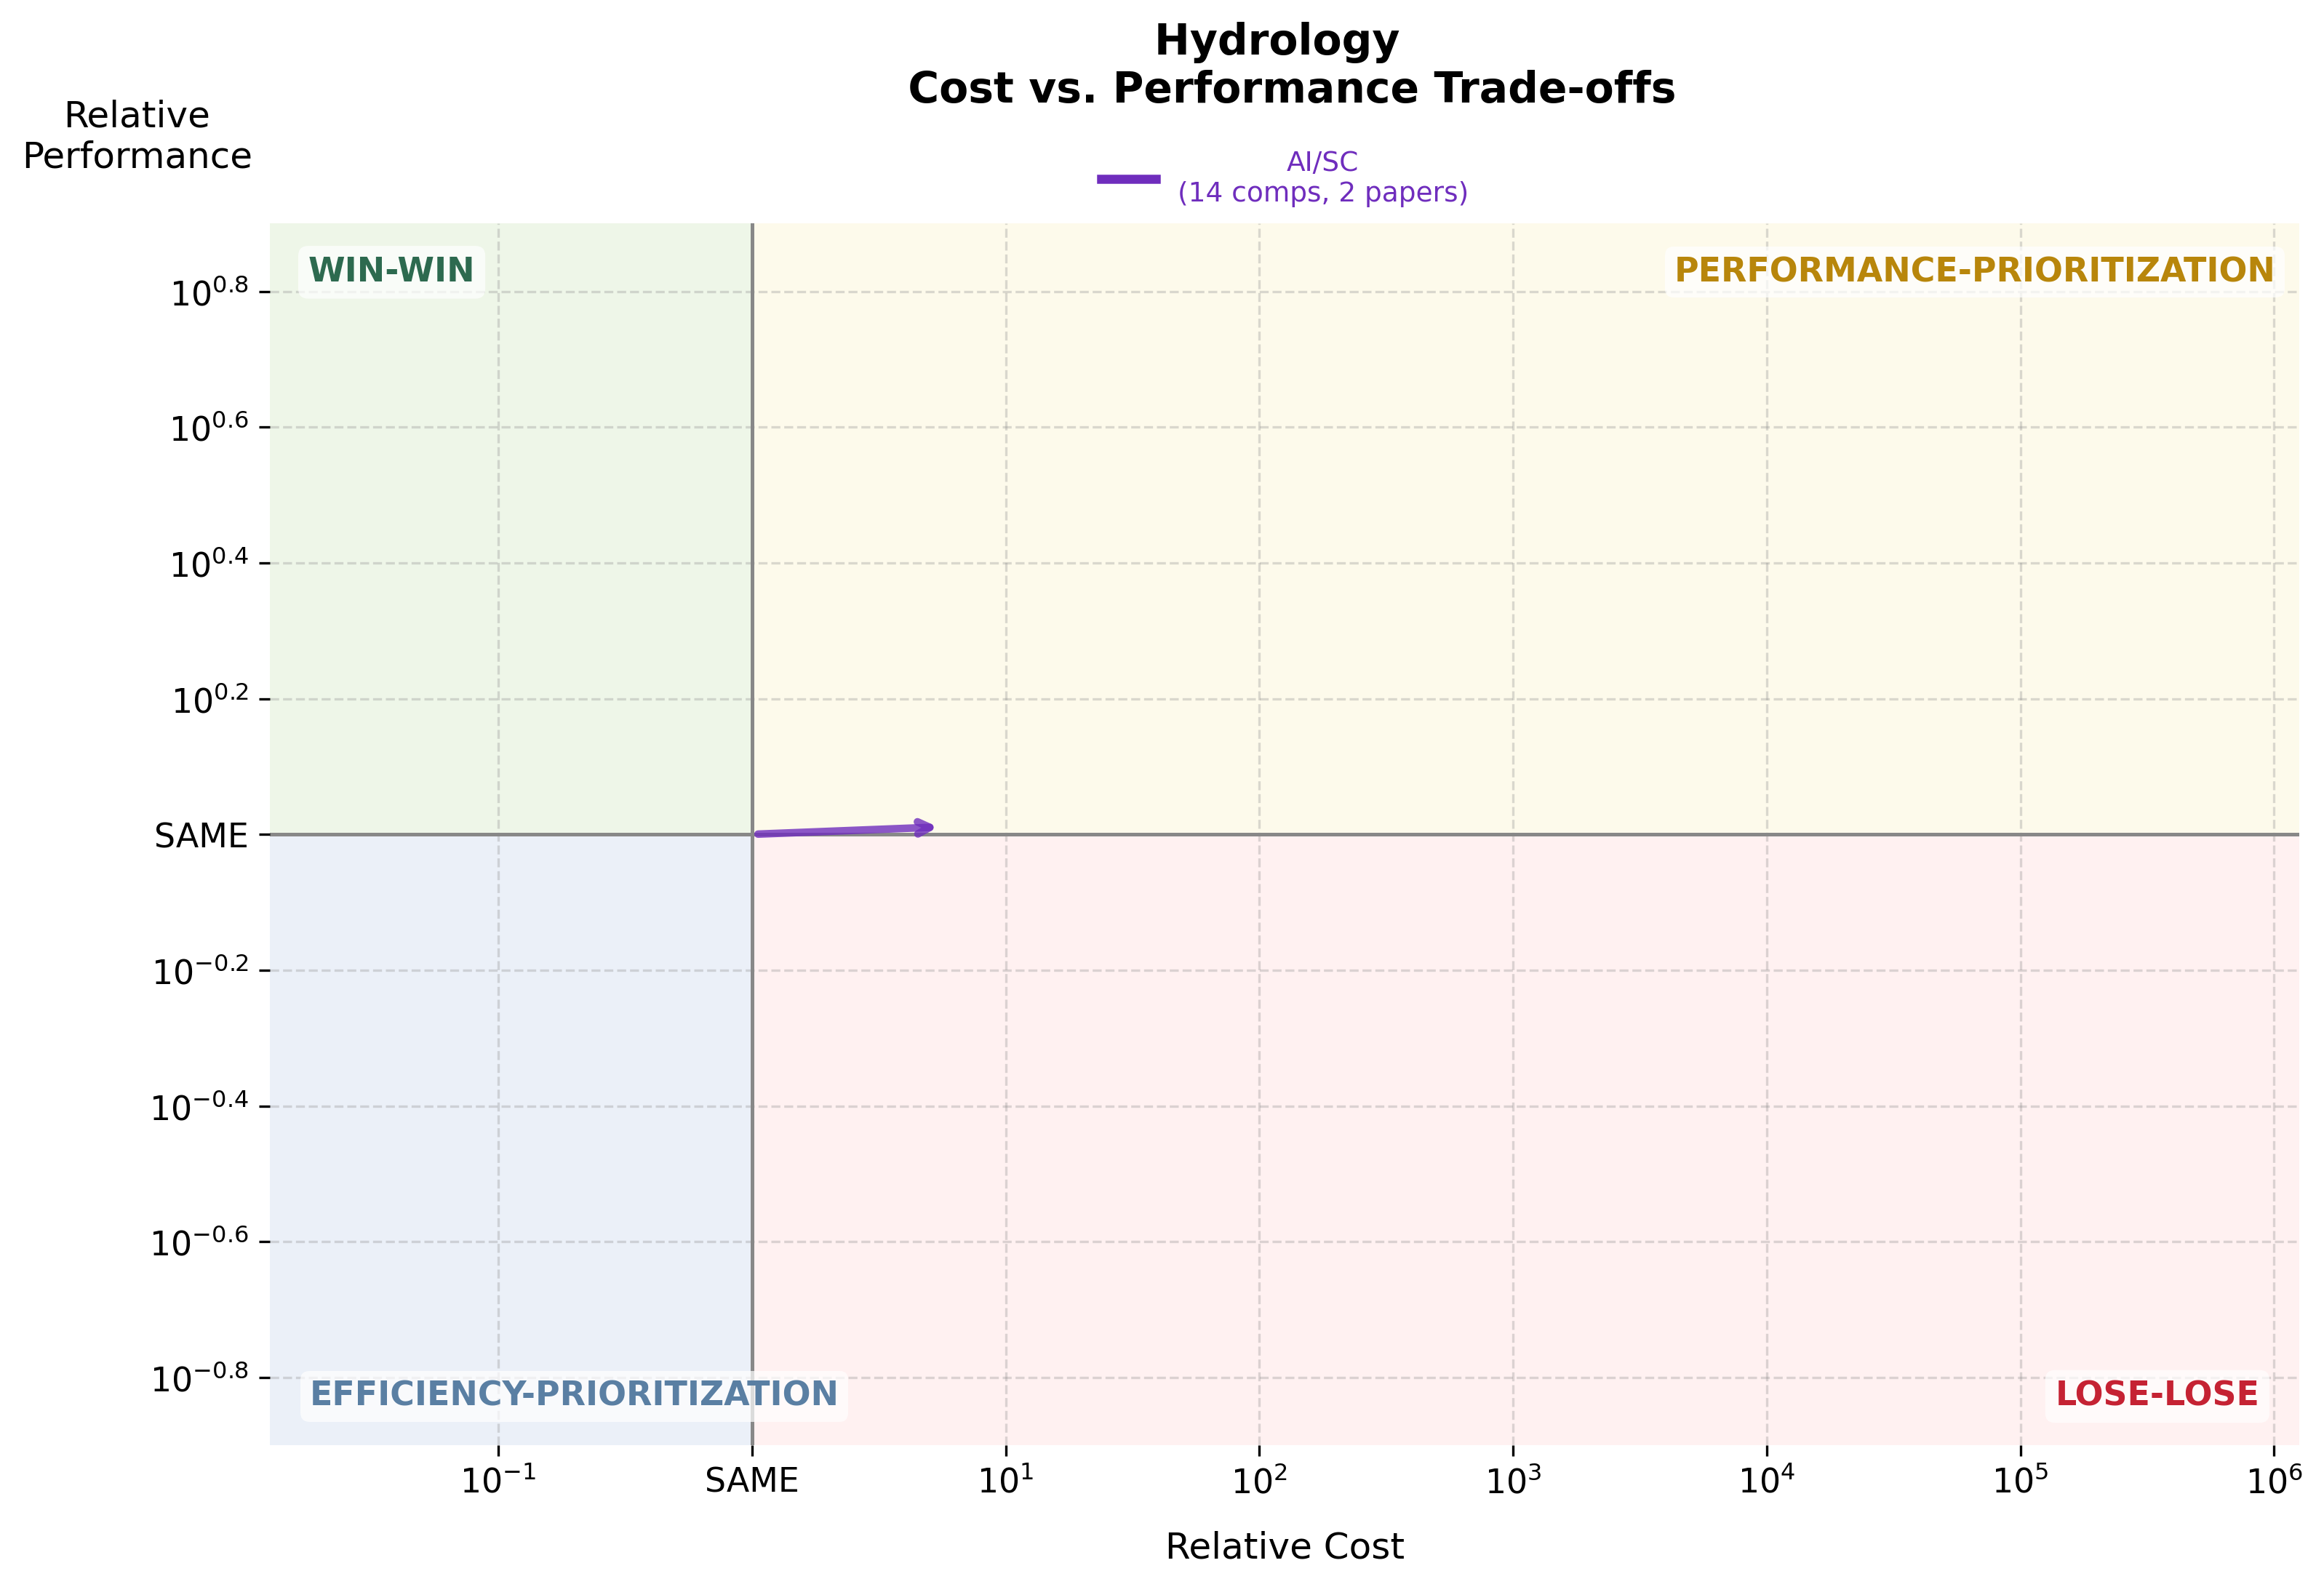 Hydrology
Cost vs. Performance Trade-offs
Relative
Performance
AI/SC
(14 comps, 2 papers)
WIN-WIN
PERFORMANCE-PRIORITIZATION
10^0.8
10^0.6
10^0.4
10^0.2
SAME
10^−0.2
10^−0.4
10^−0.6
10^−0.8
EFFICIENCY-PRIORITIZATION
LOSE-LOSE
10^−1 SAME 10^1 10^2 10^3 10^4 10^5 10^6
Relative Cost